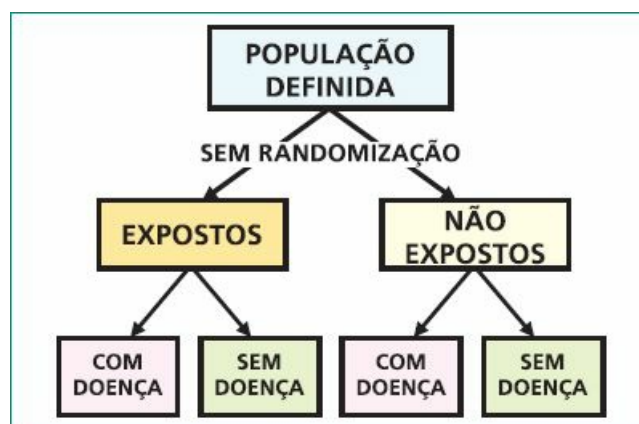 POPULAÇÃO
DEFINIDA
SEM RANDOMIZAÇÃO
EXPOSTOS
NÃO
EXPOSTOS
COM
DOENÇA
SEM
DOENÇA
COM
DOENÇA
SEM
DOENÇA